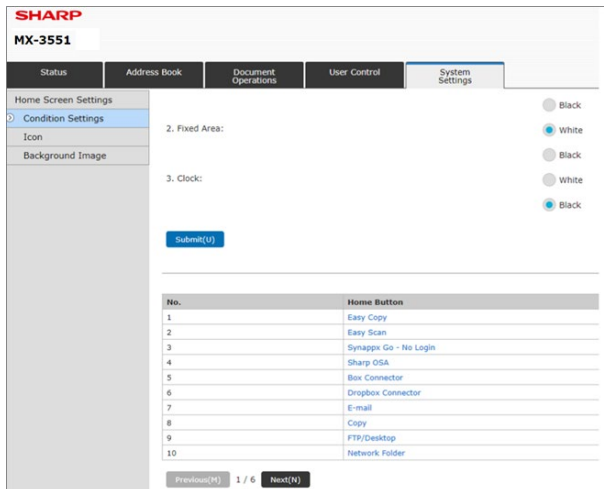 SHARP
MX-3551
Status Address Book Document Operations User Control System Settings
Home Screen Settings
Condition Settings
Icon
Background Image
Black
2. Fixed Area: White
Black
3. Clock: White
Black
Submit(U)
No. Home Button
1 Easy Copy
2 Easy Scan
3 Synappx Go - No Login
4 Sharp OSA
5 Box Connector
6 Dropbox Connector
7 E-mail
8 Copy
9 FTP/Desktop
10 Network Folder
Previous(M) 1 / 6 Next(N)